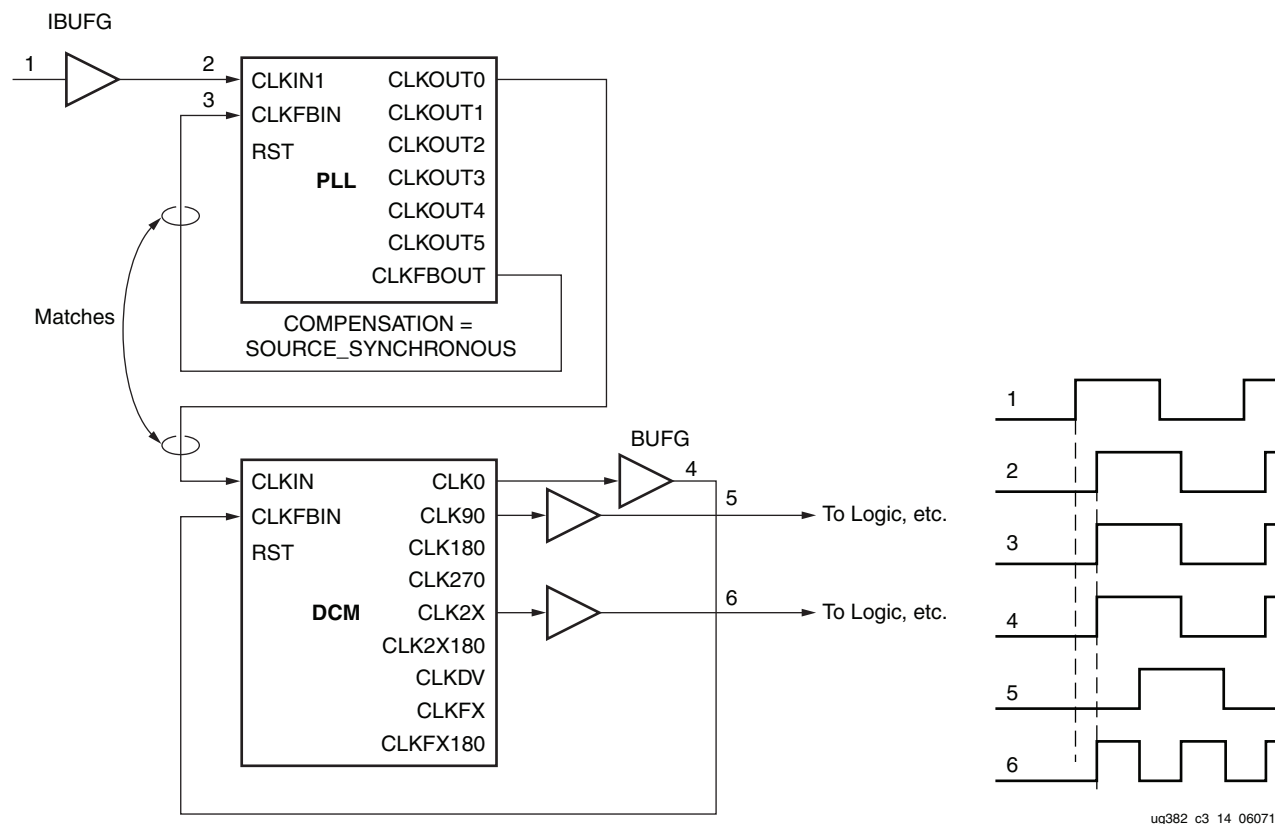 IBUFG
1
2
3
CLKIN1
CLKFBIN
RST
PLL
CLKOUT0
CLKOUT1
CLKOUT2
CLKOUT3
CLKOUT4
CLKOUT5
CLKFBOUT
COMPENSATION =
SOURCE_SYNCHRONOUS
Matches
CLKIN
CLKFBIN
RST
DCM
CLK0
CLK90
CLK180
CLK270
CLK2X
CLK2X180
CLKDV
CLKFX
CLKFX180
BUFG
4
5
To Logic, etc.
6
To Logic, etc.
1
2
3
4
5
6
ug382_c3_14_06071